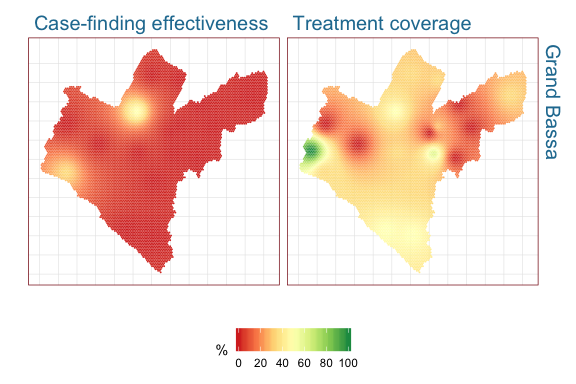 Case-finding effectiveness
Treatment coverage
Grand Bassa
%
0 20 40 60 80 100